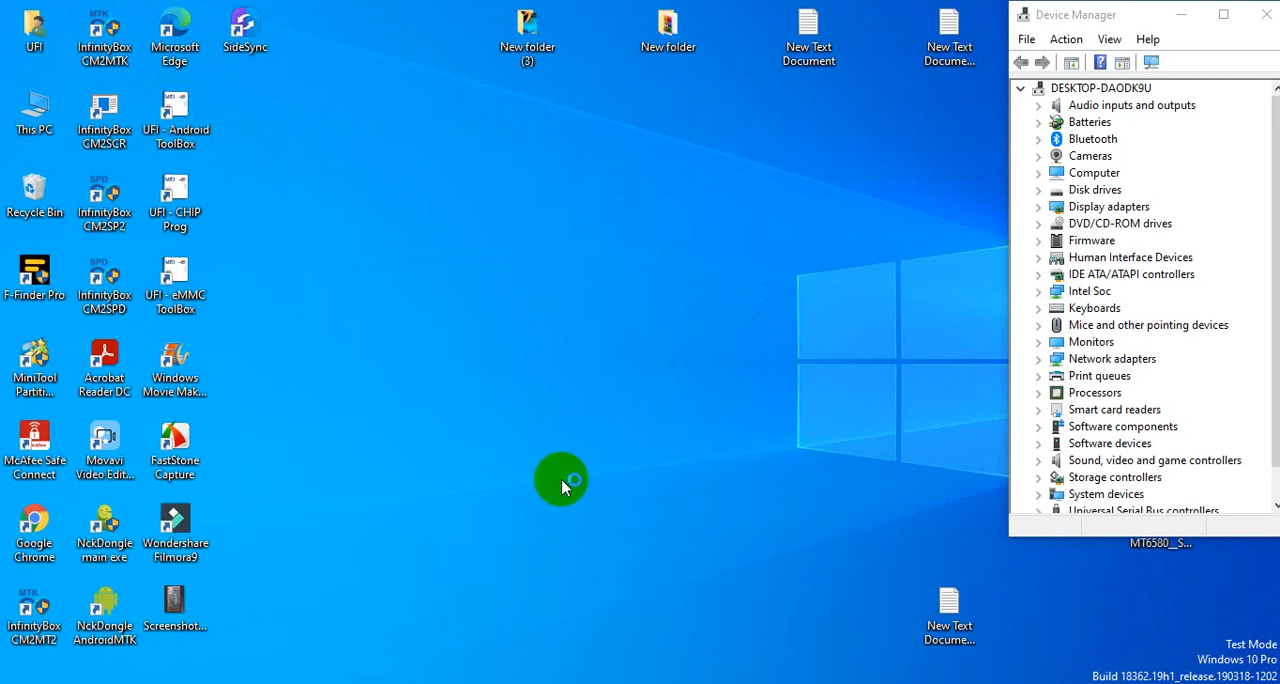 UFI
InfinityBox
CM2MTK
Microsoft
Edge
SideSync
New folder
(3)
New folder
New Text
Document
New Text
Docume...
This PC
InfinityBox
CM2SCR
UFI - Android
ToolBox
Recycle Bin
InfinityBox
CM2SP2
UFI - CHIP
Prog
F-Finder Pro
InfinityBox
CM2SPD
UFI - eMMC
ToolBox
MiniTool
Partiti...
Acrobat
Reader DC
Windows
Movie Mak...
McAfee Safe
Connect
Movavi
Video Edit...
FastStone
Capture
Google
Chrome
NckDongle
main exe
Wondershare
Filmora9
InfinityBox
CM2MT2
NckDongle
AndroidMTK
Screenshot...
MTK
SPD
SPD
MTK
Device Manager
File Action View Help
DESKTOP-DAODK9U
Audio inputs and outputs
Batteries
Bluetooth
Cameras
Computer
Disk drives
Display adapters
DVD/CD-ROM drives
Firmware
Human Interface Devices
IDE ATA/ATAPI controllers
Intel Soc
Keyboards
Mice and other pointing devices
Monitors
Network adapters
Print queues
Processors
Smart card readers
Software components
Software devices
Sound, video and game controllers
Storage controllers
System devices
Universal Serial Bus controllers
MT6580__S...
New Text
Docume...
Test Mode
Windows 10 Pro
Build 18362.19h1_release.190318-1202